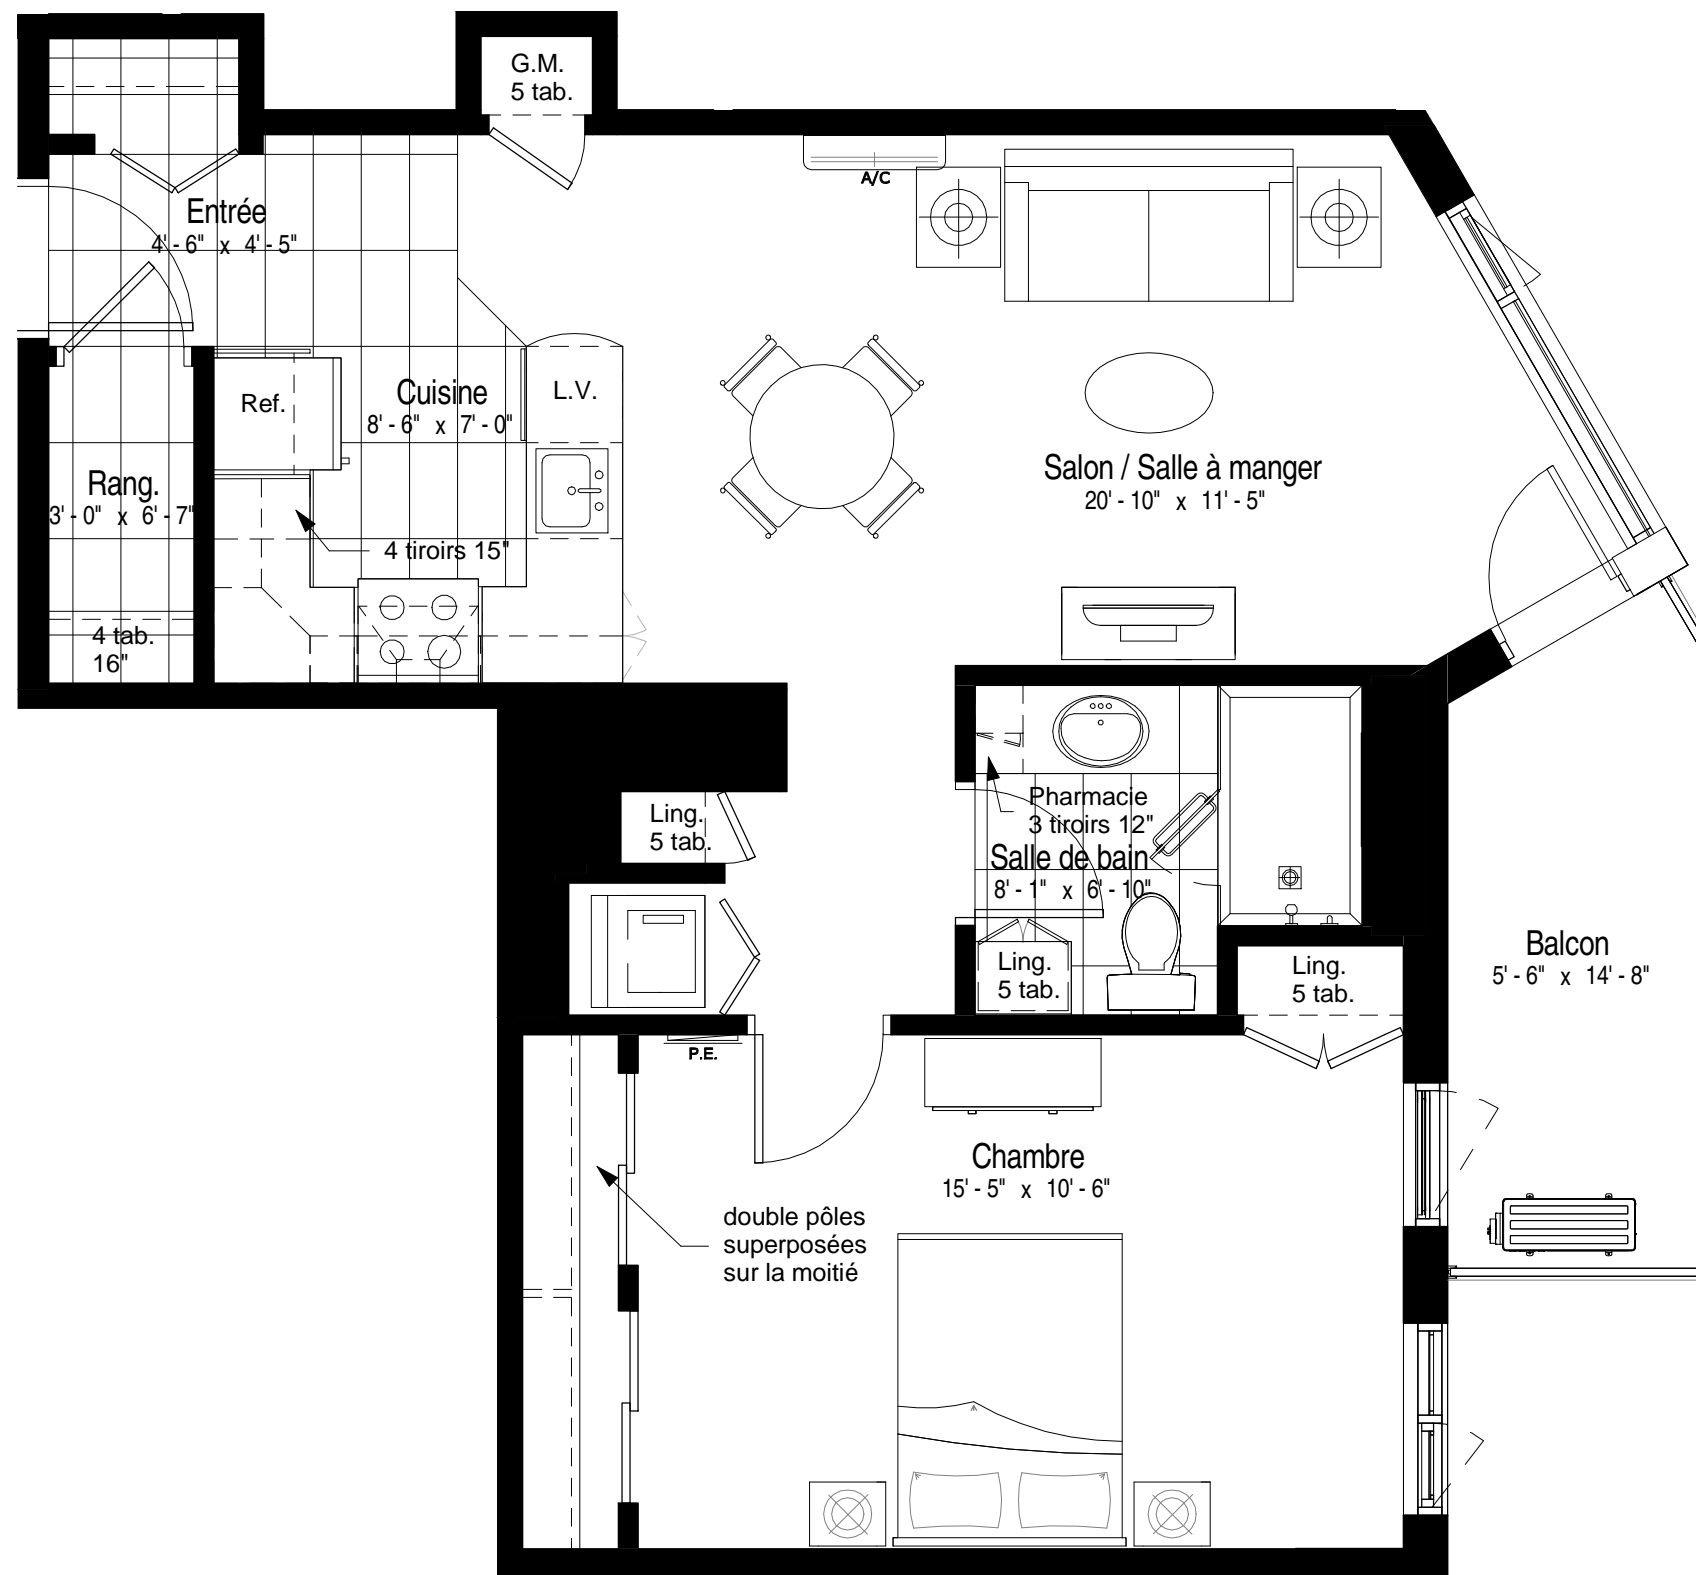 G.M.
5 tab.
A/C
Entrée
4' - 6" x 4' - 5"
Ref.
Cuisine
8' - 6" x 7' - 0"
L.V.
Rang.
3' - 0" x 6' - 7"
4 tiroirs 15"
4 tab.
16"
Salon / Salle à manger
20' - 10" x 11' - 5"
Ling.
5 tab.
Pharmacie
3 tiroirs 12"
Salle de bain
8' - 1" x 6' - 10"
Ling.
5 tab.
Ling.
5 tab.
Balcon
5' - 6" x 14' - 8"
P.E.
Chambre
15' - 5" x 10' - 6"
double pôles
superposées
sur la moitié